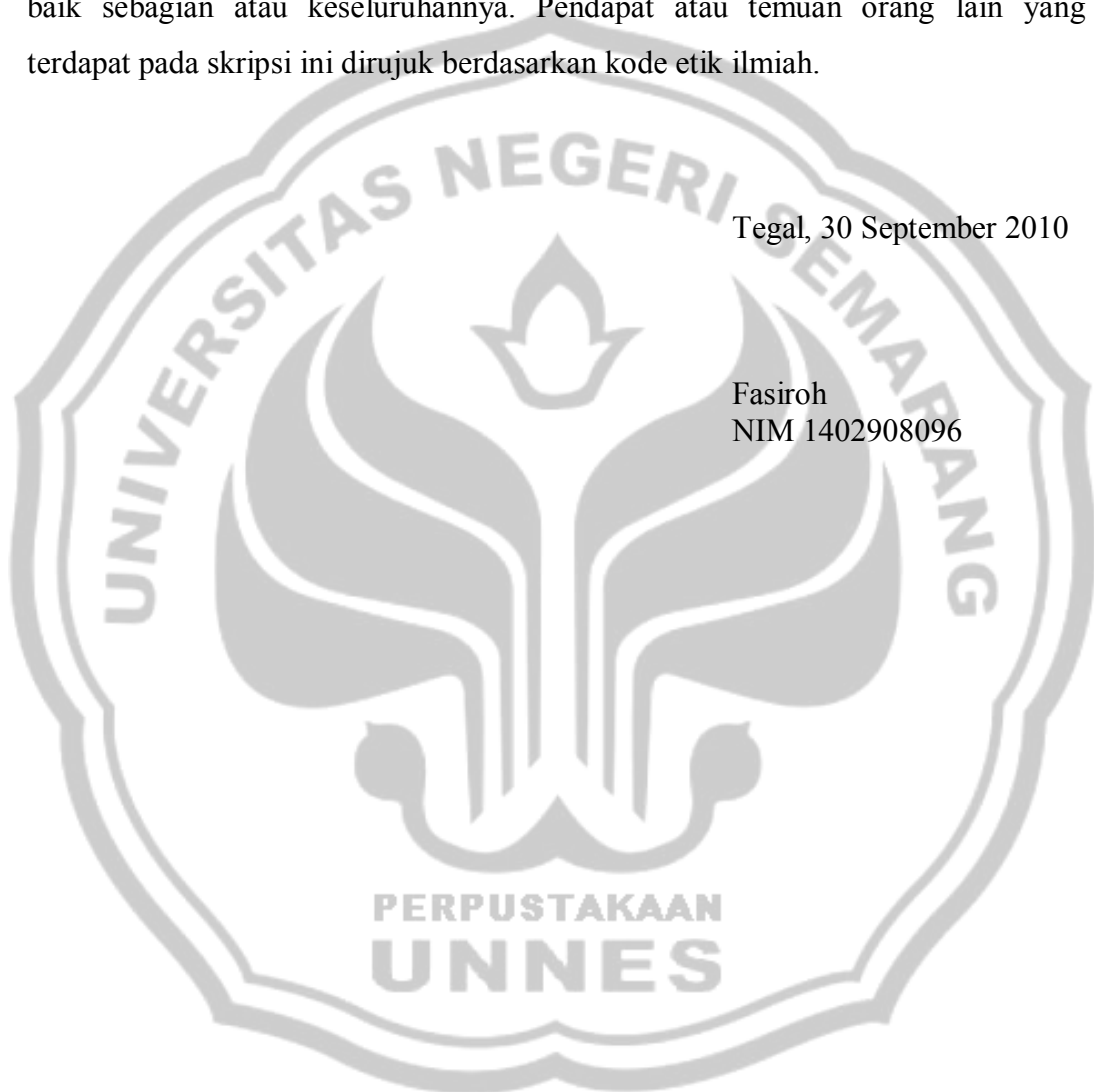 baik sebagian atau keseluruhannya. Pendapat atau temuan orang lain yang
terdapat pada skripsi ini dirujuk berdasarkan kode etik ilmiah.
UNIVERSITAS NEGERI SEMARANG
Tegal, 30 September 2010
Fasiroh
NIM 1402908096
PERPUSTAKAAN
UNNES